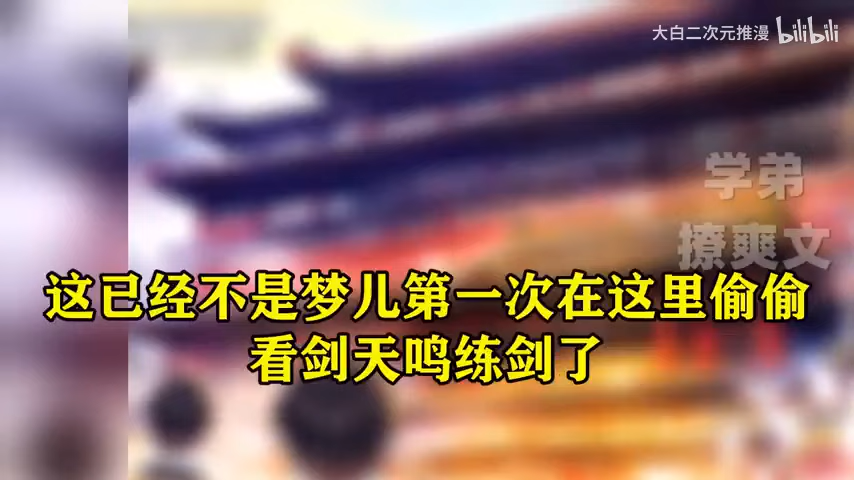 大白二次元推漫 bilibili
学弟
撩爽文
这已经不是梦儿第一次在这里偷偷
看剑天鸣练剑了